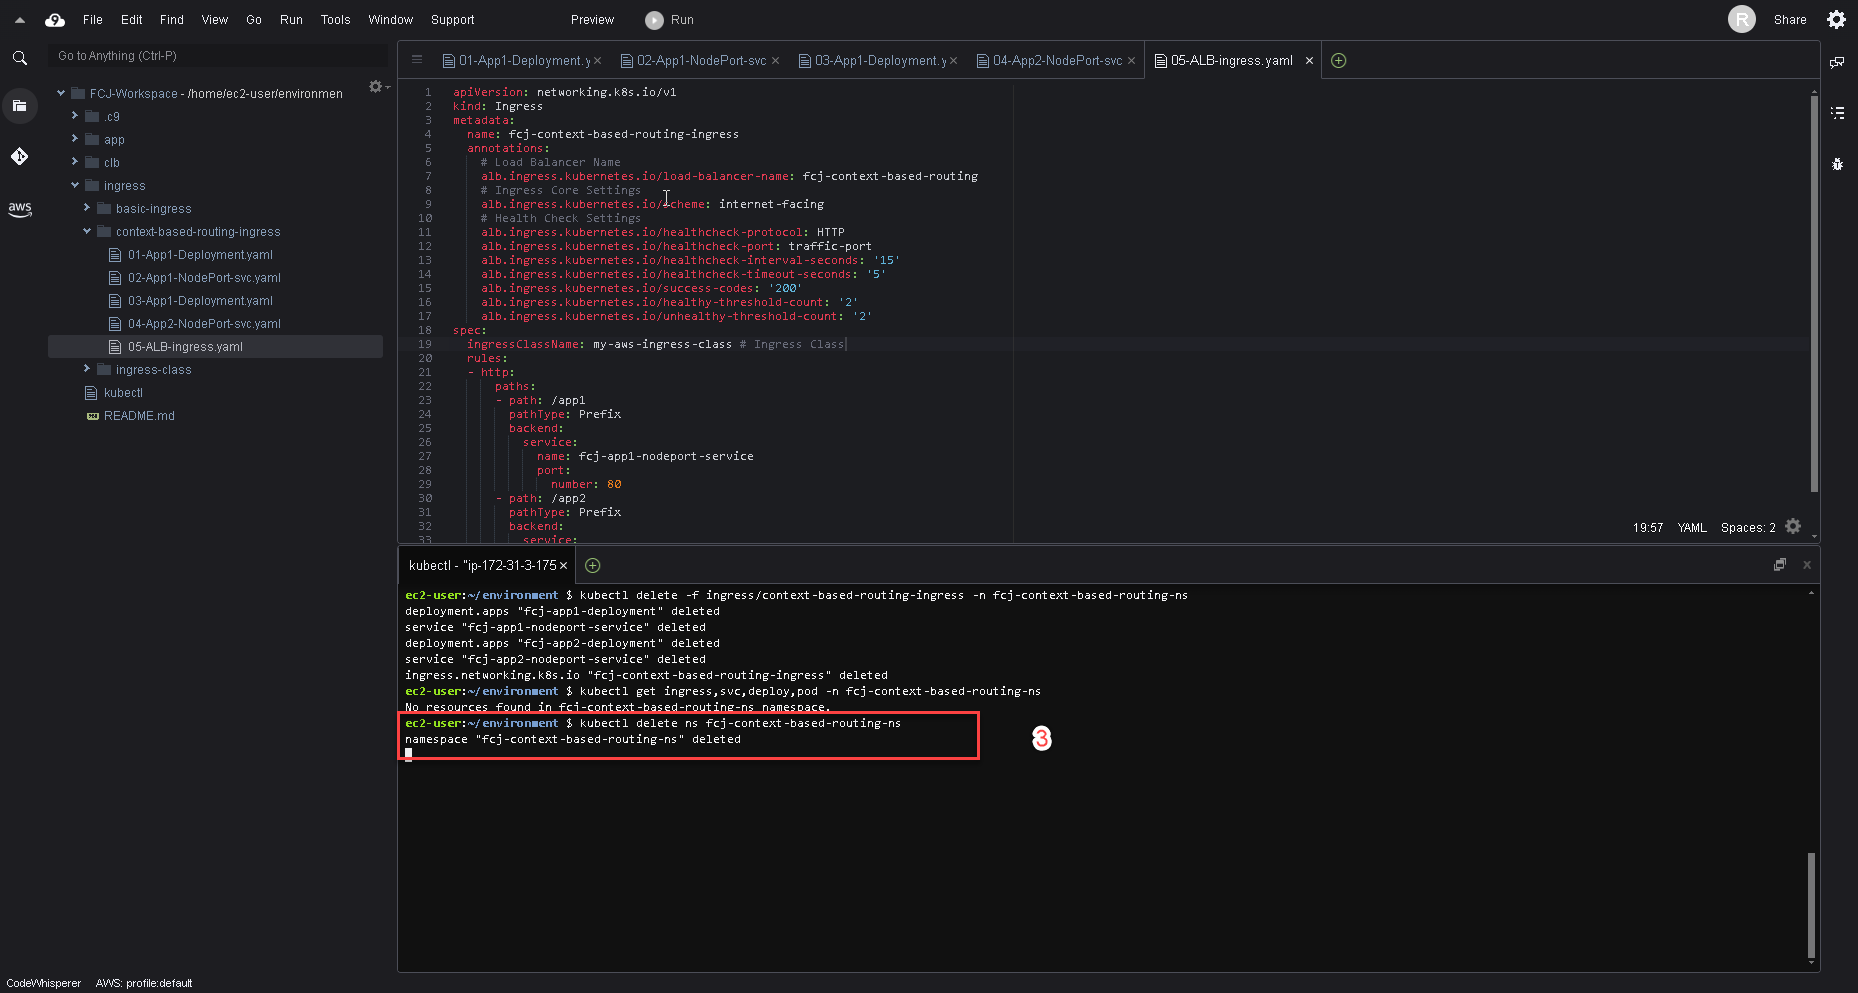 9 File Edit Find View Go Run Tools Window Support Preview Run R Share
Go to Anything (Ctrl-P)
FCJ-Workspace - /home/ec2-user/environmen
.c9
app
clb
ingress
basic-ingress
context-based-routing-ingress
01-App1-Deployment.yaml
02-App1-NodePort-svc.yaml
03-App1-Deployment.yaml
04-App2-NodePort-svc.yaml
05-ALB-ingress.yaml
ingress-class
kubectl
README.md
aws
01-App1-Deployment.y 02-App1-NodePort-svc 03-App1-Deployment.y 04-App2-NodePort-svc 05-ALB-ingress.yaml
1 apiVersion: networking.k8s.io/v1
2 kind: Ingress
3 metadata:
4 name: fcj-context-based-routing-ingress
5 annotations:
6 # Load Balancer Name
7 alb.ingress.kubernetes.io/load-balancer-name: fcj-context-based-routing
8 # Ingress Core Settings
9 alb.ingress.kubernetes.io/scheme: internet-facing
10 # Health Check Settings
11 alb.ingress.kubernetes.io/healthcheck-protocol: HTTP
12 alb.ingress.kubernetes.io/healthcheck-port: traffic-port
13 alb.ingress.kubernetes.io/healthcheck-interval-seconds: '15'
14 alb.ingress.kubernetes.io/healthcheck-timeout-seconds: '5'
15 alb.ingress.kubernetes.io/success-codes: '200'
16 alb.ingress.kubernetes.io/healthy-threshold-count: '2'
17 alb.ingress.kubernetes.io/unhealthy-threshold-count: '2'
18 spec:
19 ingressClassName: my-aws-ingress-class # Ingress Class
20 rules:
21 - http:
22 paths:
23 - path: /app1
24 pathType: Prefix
25 backend:
26 service:
27 name: fcj-app1-nodeport-service
28 port:
29 number: 80
30 - path: /app2
31 pathType: Prefix
32 backend:
33 service:
19:57 YAML Spaces: 2
kubectl - "ip-172-31-3-175
ec2-user:~/environment $ kubectl delete -f ingress/context-based-routing-ingress -n fcj-context-based-routing-ns
deployment.apps "fcj-app1-deployment" deleted
service "fcj-app1-nodeport-service" deleted
deployment.apps "fcj-app2-deployment" deleted
service "fcj-app2-nodeport-service" deleted
ingress.networking.k8s.io "fcj-context-based-routing-ingress" deleted
ec2-user:~/environment $ kubectl get ingress,svc,deploy,pod -n fcj-context-based-routing-ns
No resources found in fcj-context-based-routing-ns namespace.
ec2-user:~/environment $ kubectl delete ns fcj-context-based-routing-ns
namespace "fcj-context-based-routing-ns" deleted
3
CodeWhisperer AWS: profile:default